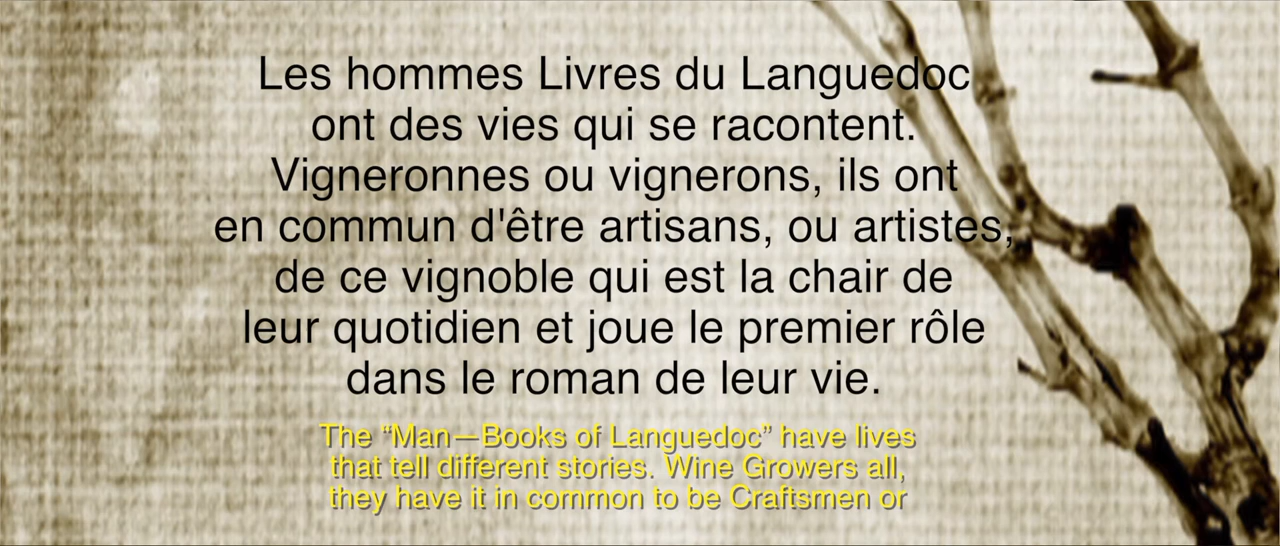 Les hommes Livres du Languedoc
ont des vies qui se racontent.
Vigneronnes ou vignerons, ils ont
en commun d'être artisans, ou artistes,
de ce vignoble qui est la chair de
leur quotidien et joue le premier rôle
dans le roman de leur vie.
The “Man—Books of Languedoc” have lives
that tell different stories. Wine Growers all,
they have it in common to be Craftsmen or